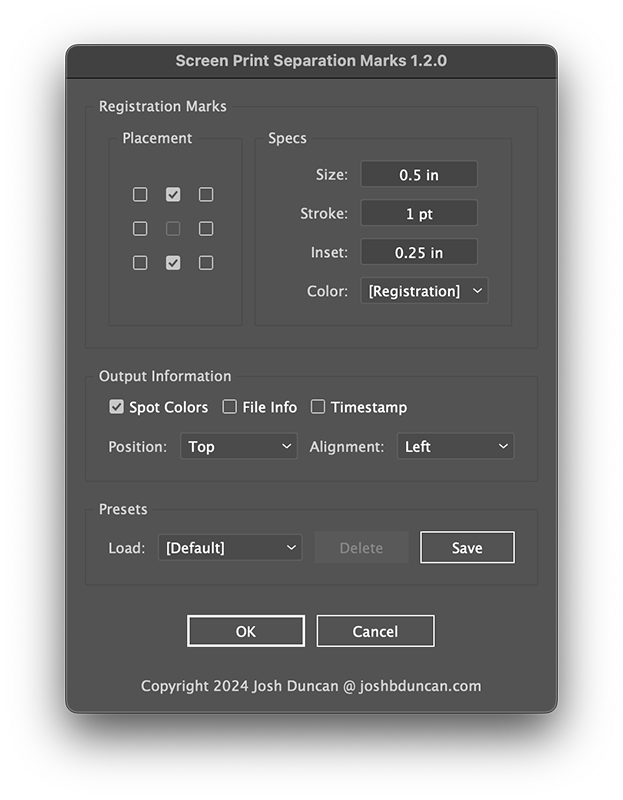 Screen Print Separation Marks 1.2.0
Registration Marks
Placement
Specs
Size: 0.5 in
Stroke: 1 pt
Inset: 0.25 in
Color: [Registration]
Output Information
Spot Colors File Info Timestamp
Position: Top Alignment: Left
Presets
Load: [Default] Delete Save
OK Cancel
Copyright 2024 Josh Duncan @ joshbduncan.com